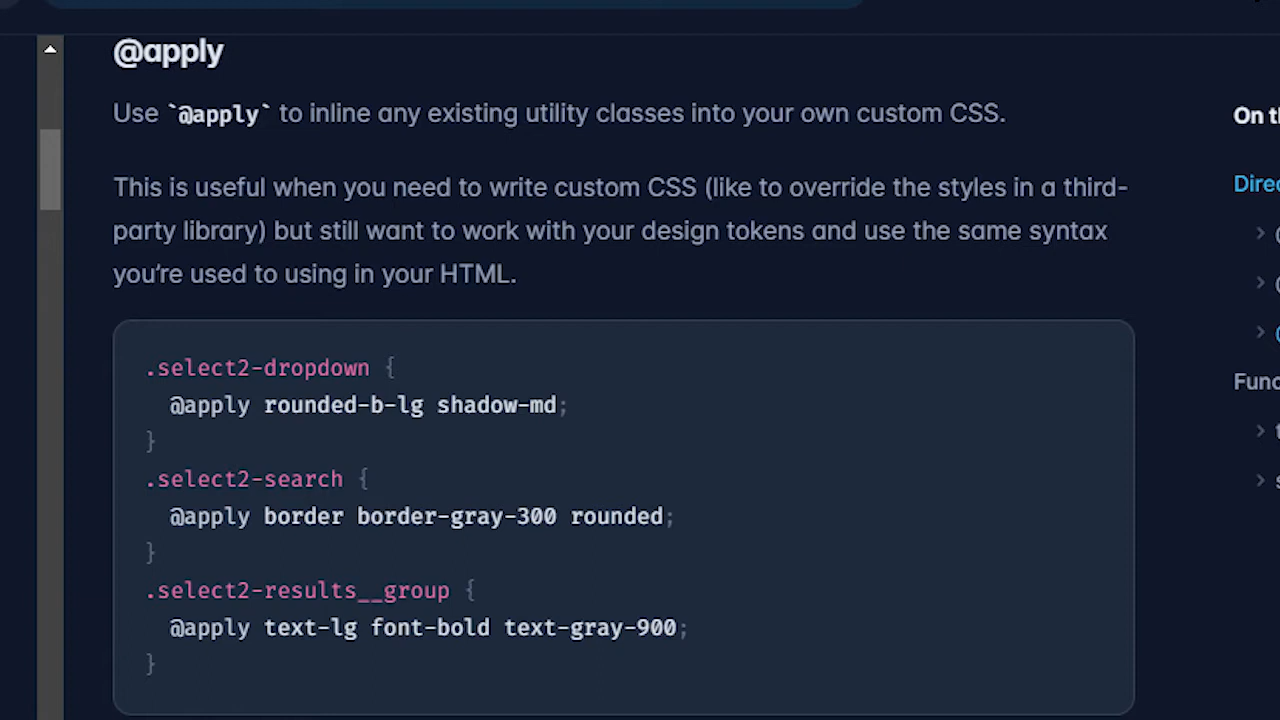 @apply
Use `@apply` to inline any existing utility classes into your own custom CSS.
This is useful when you need to write custom CSS (like to override the styles in a third-
party library) but still want to work with your design tokens and use the same syntax
you're used to using in your HTML.
.select2-dropdown {
@apply rounded-b-lg shadow-md;
}
.select2-search {
@apply border border-gray-300 rounded;
}
.select2-results__group {
@apply text-lg font-bold text-gray-900;
}
On